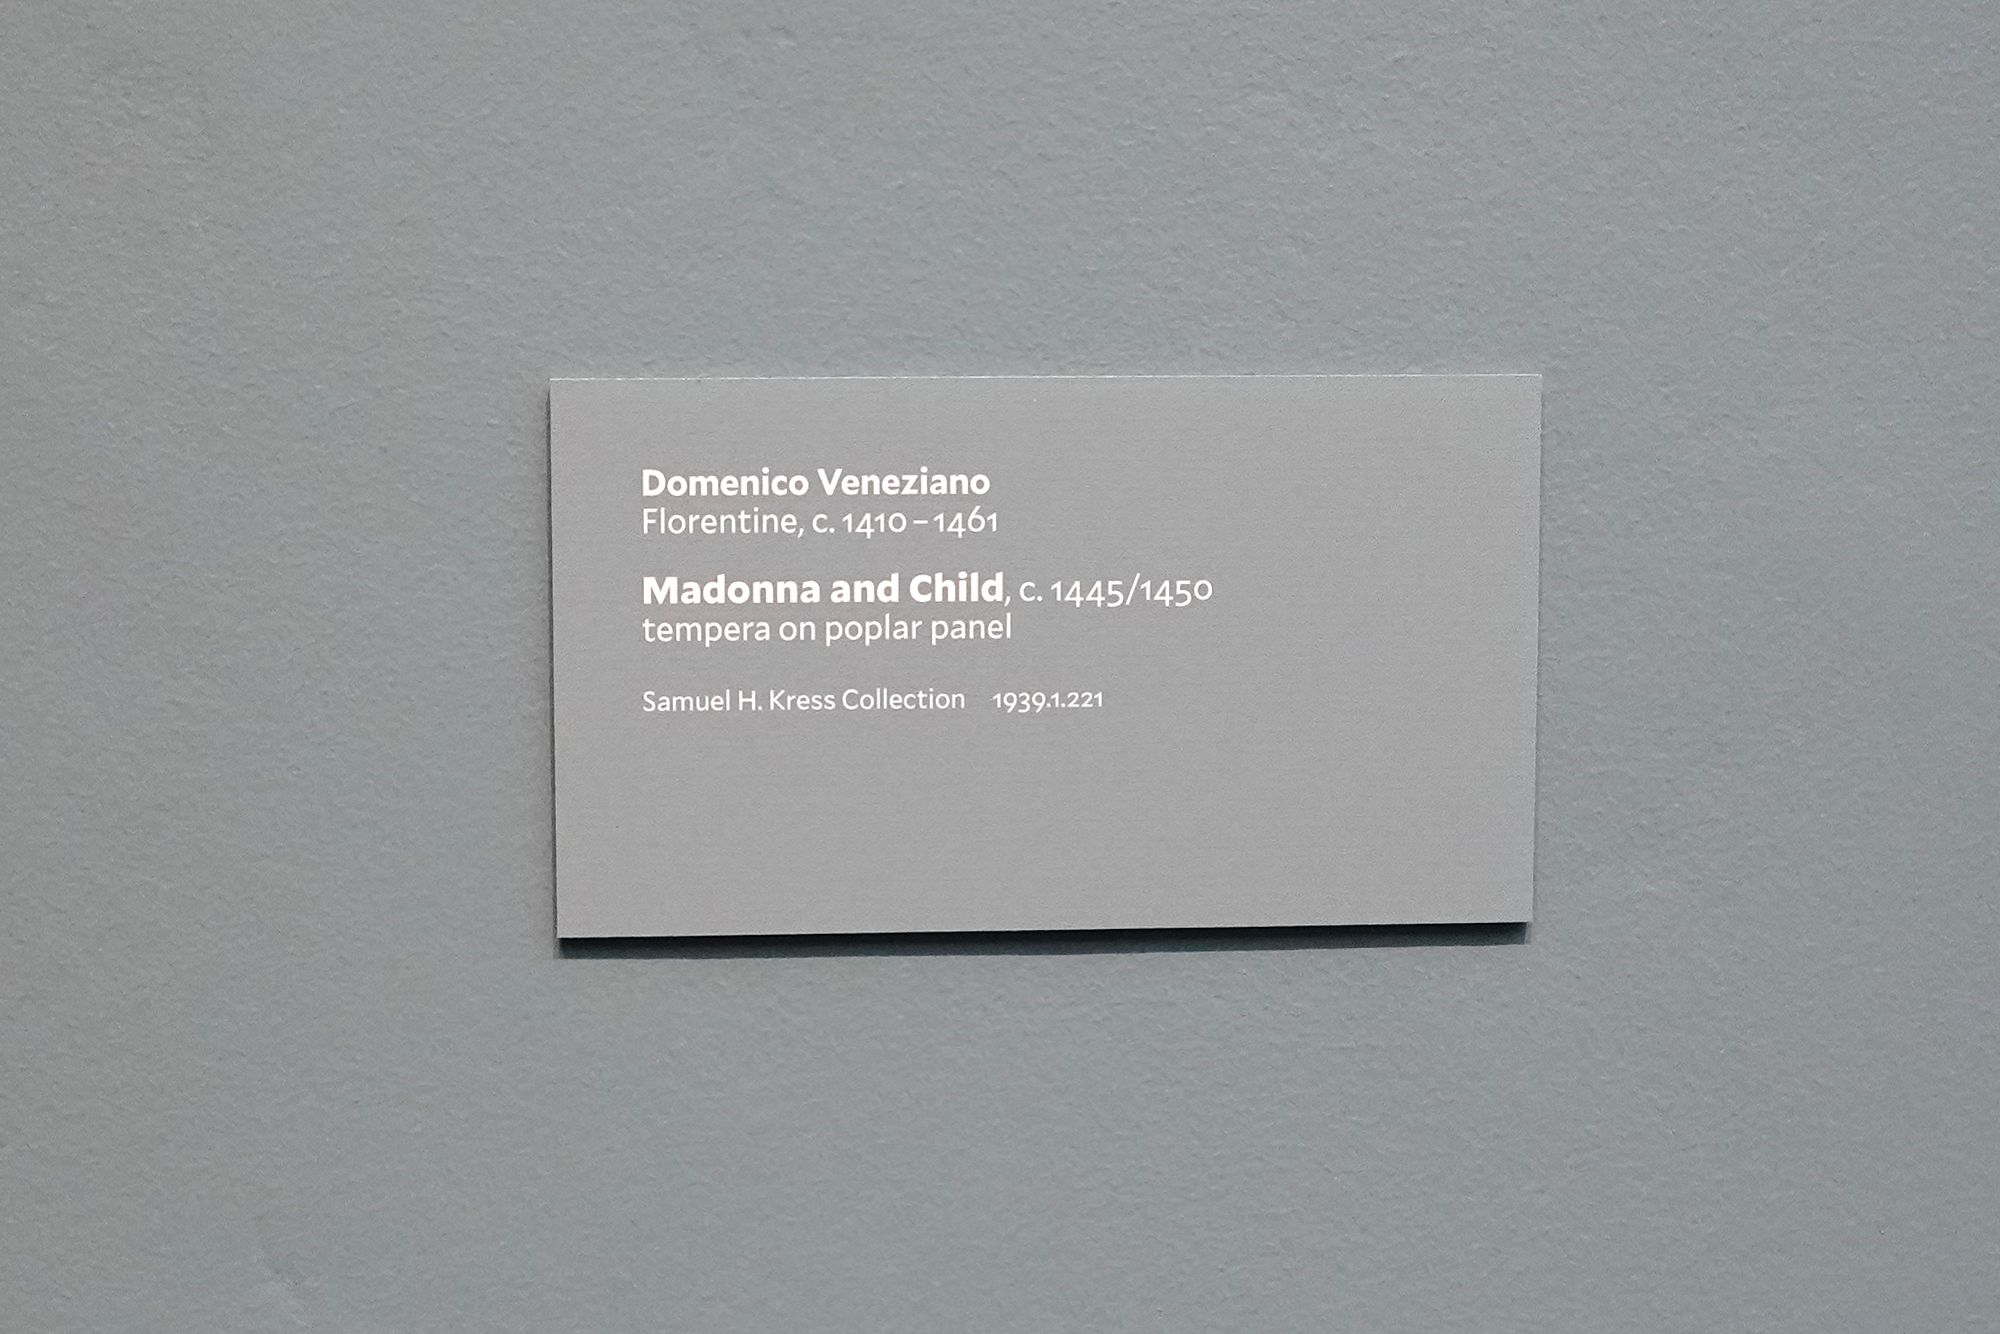 Domenico Veneziano
Florentine, c. 1410 – 1461
Madonna and Child, c. 1445/1450
tempera on poplar panel
Samuel H. Kress Collection 1939.1.221